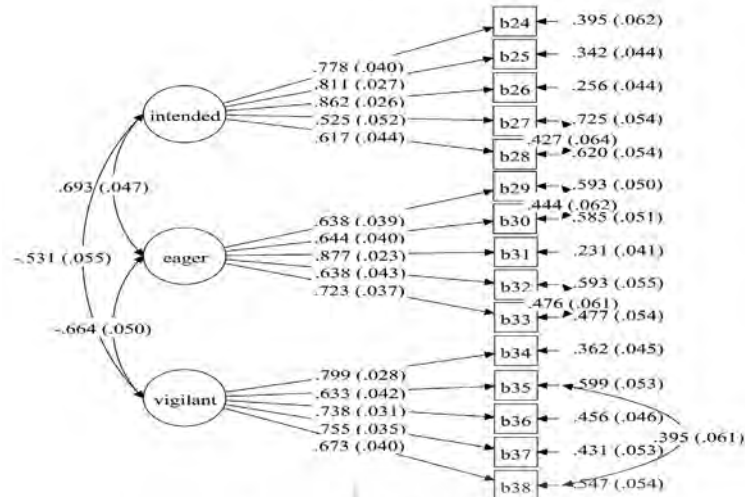 b24 .395 (.062)
.778 (.040) b25 .342 (.044)
.811 (.027)
.862 (.026) b26 .256 (.044)
intended .525 (.052) b27 .725 (.054)
.617 (.044) .427 (.064)
b28 .620 (.054)
.693 (.047) b29 .593 (.050)
.444 (.062)
.638 (.039) b30 .585 (.051)
.644 (.040)
-.531 (.055) eager .877 (.023) b31 .231 (.041)
.638 (.043) b32 .593 (.055)
.723 (.037) .476 (.061)
b33 .477 (.054)
-.664 (.050)
b34 .362 (.045)
.799 (.028)
.633 (.042) b35 .599 (.053)
vigilant .738 (.031) b36 .456 (.046)
.755 (.035) .395 (.061)
.673 (.040) b37 .431 (.053)
b38 .547 (.054)